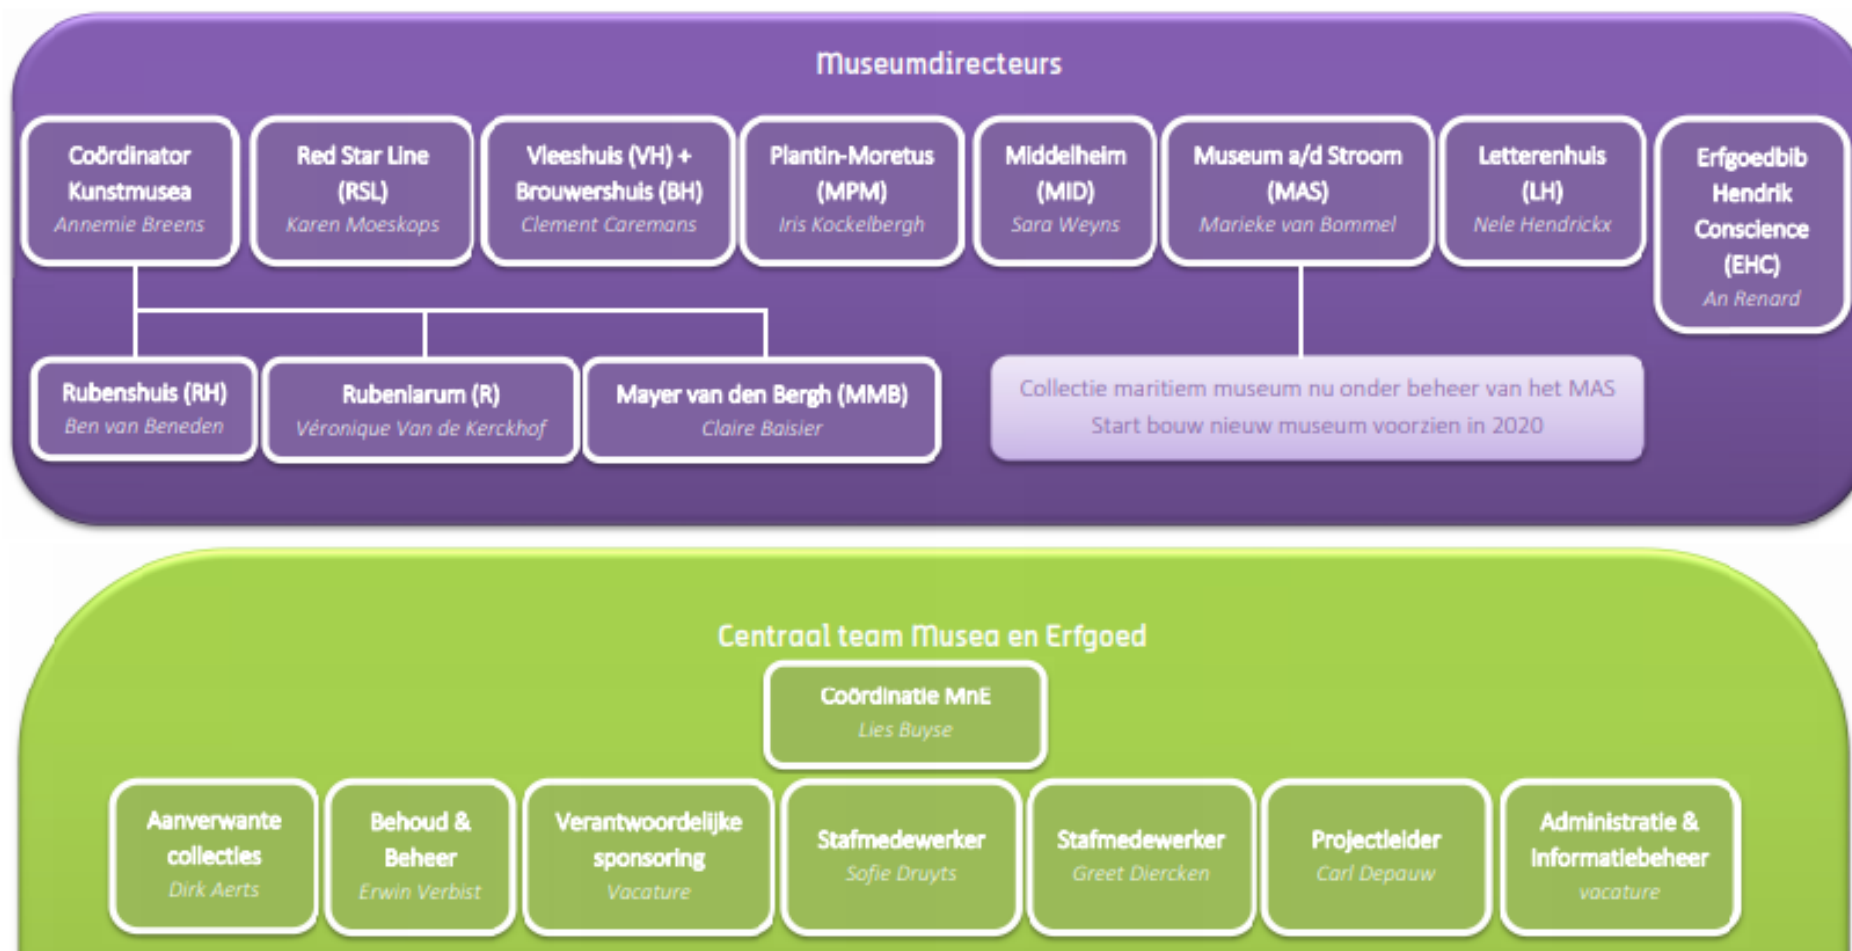 Museumdirecteurs
Coördinator
Kunstmusea
Annemie Breens
Red Star Line
(RSL)
Karen Moeskops
Vleeshuis (VH) +
Brouwershuis (BH)
Clement Caremans
Plantin-Moretus
(MPM)
Iris Kockelbergh
Middelheim
(MID)
Sara Weyns
Museum a/d Stroom
(MAS)
Marieke van Bommel
Letterenhuis
(LH)
Nele Hendrickx
Erfgoedbib
Hendrik
Conscience
(EHC)
An Renard
Rubenshuis (RH)
Ben van Beneden
Rubeniarum (R)
Véronique Van de Kerckhof
Mayer van den Bergh (MMB)
Claire Baisier
Collectie maritiem museum nu onder beheer van het MAS
Start bouw nieuw museum voorzien in 2020
Centraal team Musea en Erfgoed
Coördinatie MnE
Lies Buyse
Aanverwante
collecties
Dirk Aerts
Behoud &
Beheer
Erwin Verbist
Verantwoordelijke
sponsoring
Vacature
Stafmedewerker
Sofie Druyts
Stafmedewerker
Greet Diercken
Projectleider
Carl Depauw
Administratie &
Informatiebeheer
vacature